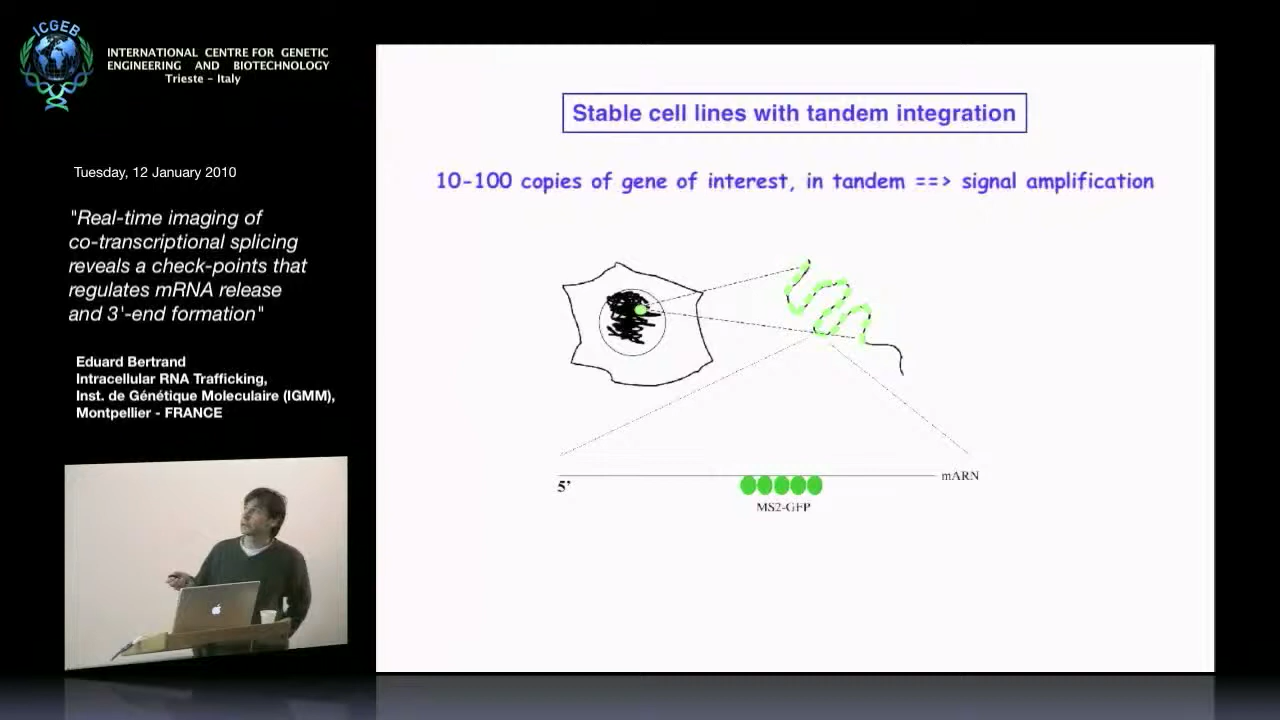 ICGEB
INTERNATIONAL CENTRE FOR GENETIC
ENGINEERING AND BIOTECHNOLOGY
Trieste - Italy
Tuesday, 12 January 2010
"Real-time imaging of
co-transcriptional splicing
reveals a check-points that
regulates mRNA release
and 3'-end formation"
Eduard Bertrand
Intracellular RNA Trafficking,
Inst. de Génétique Moleculaire (IGMM),
Montpellier - FRANCE
Stable cell lines with tandem integration
10-100 copies of gene of interest, in tandem ==> signal amplification
5'
mARN
MS2-GFP